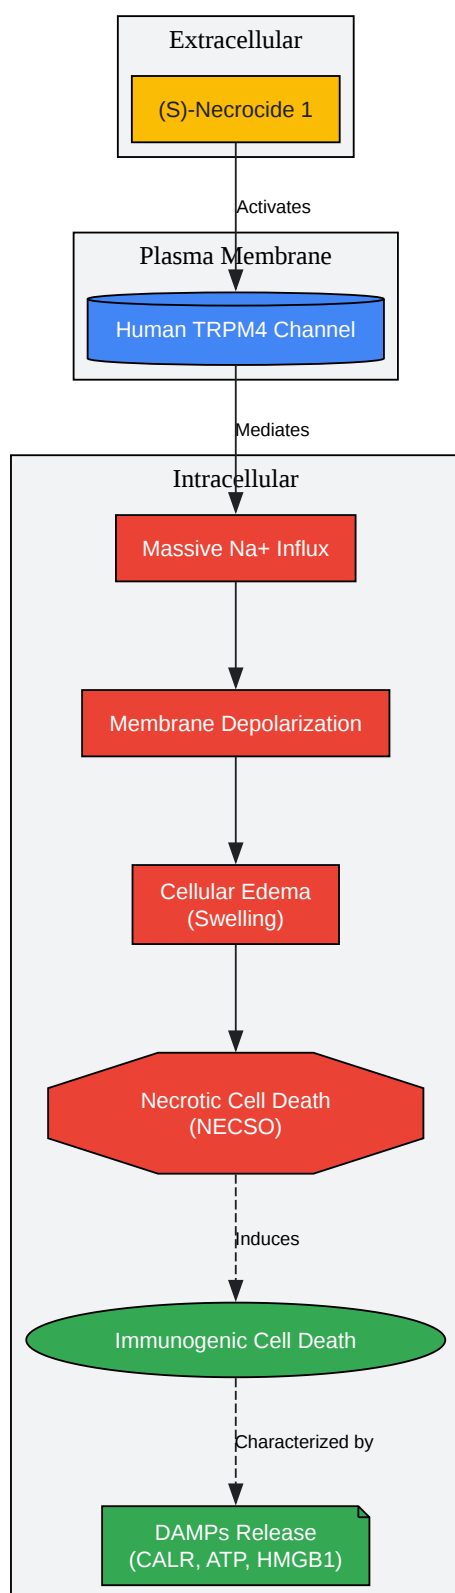 Extracellular
(S)-Necrocide 1
Activates
Plasma Membrane
Human TRPM4 Channel
Mediates
Intracellular
Massive Na+ Influx
Membrane Depolarization
Cellular Edema
(Swelling)
Necrotic Cell Death
(NECSO)
Induces
Immunogenic Cell Death
Characterized by
DAMPs Release
(CALR, ATP, HMGB1)